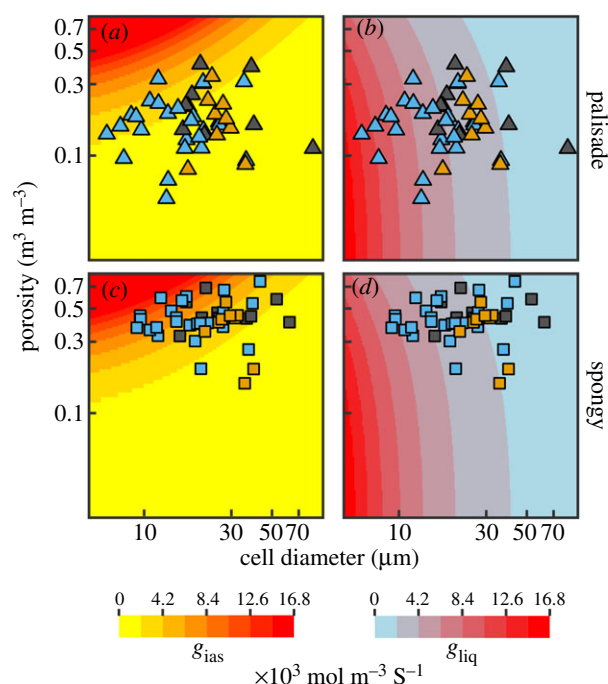 (a) (b)
0.7
0.5
0.3
0.1
palisade
porosity (m³ m⁻³)
(c) (d)
0.7
0.5
0.3
0.1
spongy
10 30 50 70 10 30 50 70
cell diameter (µm)
0 4.2 8.4 12.6 16.8 0 4.2 8.4 12.6 16.8
gias gliq
×10³ mol m⁻³ S⁻¹